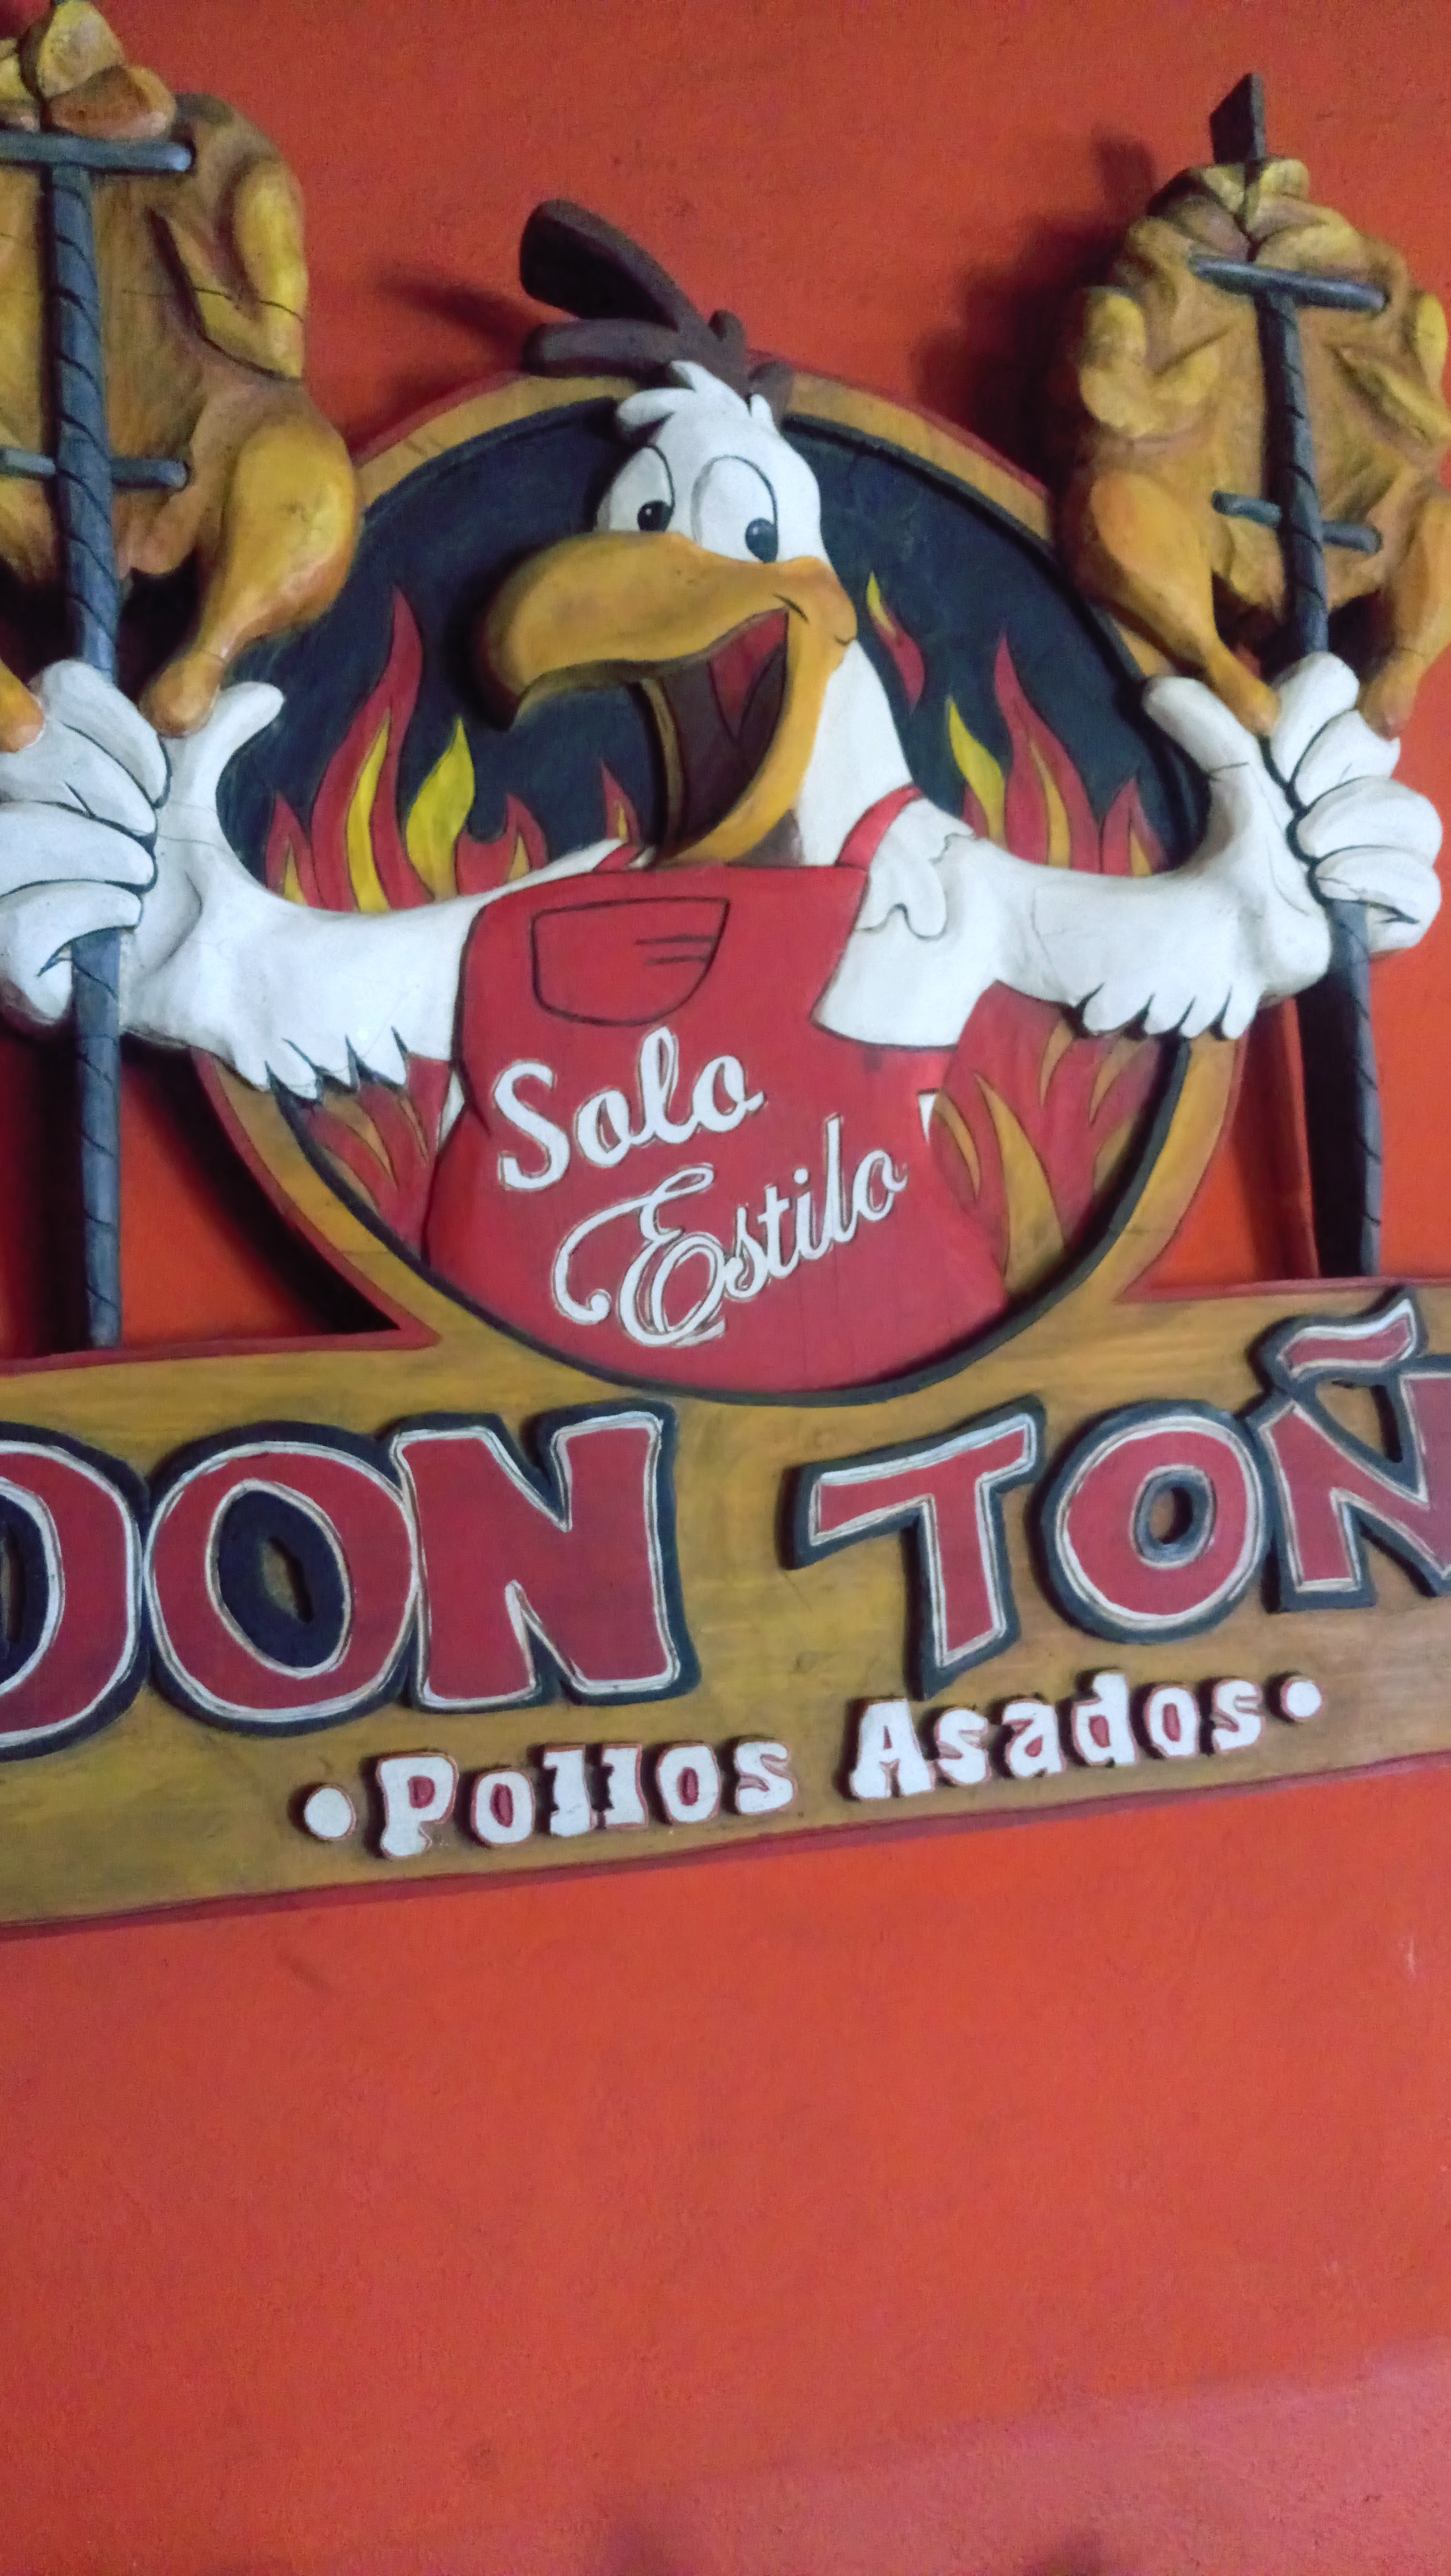 Solo
Estilo
DON TOÑ
•Pollos Asados•